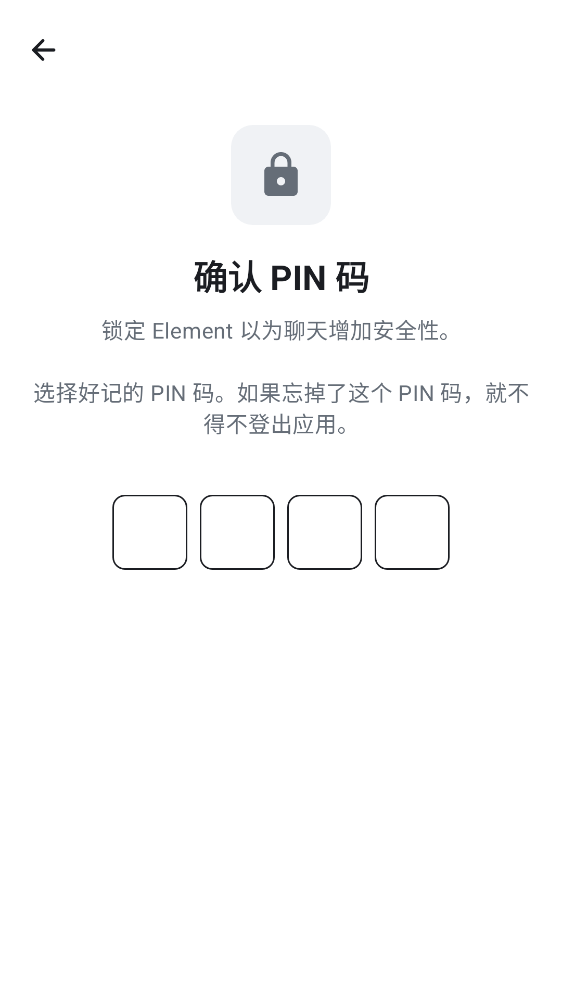 确认 PIN 码
锁定 Element 以为聊天增加安全性。
选择好记的 PIN 码。如果忘掉了这个 PIN 码，就不
得不登出应用。